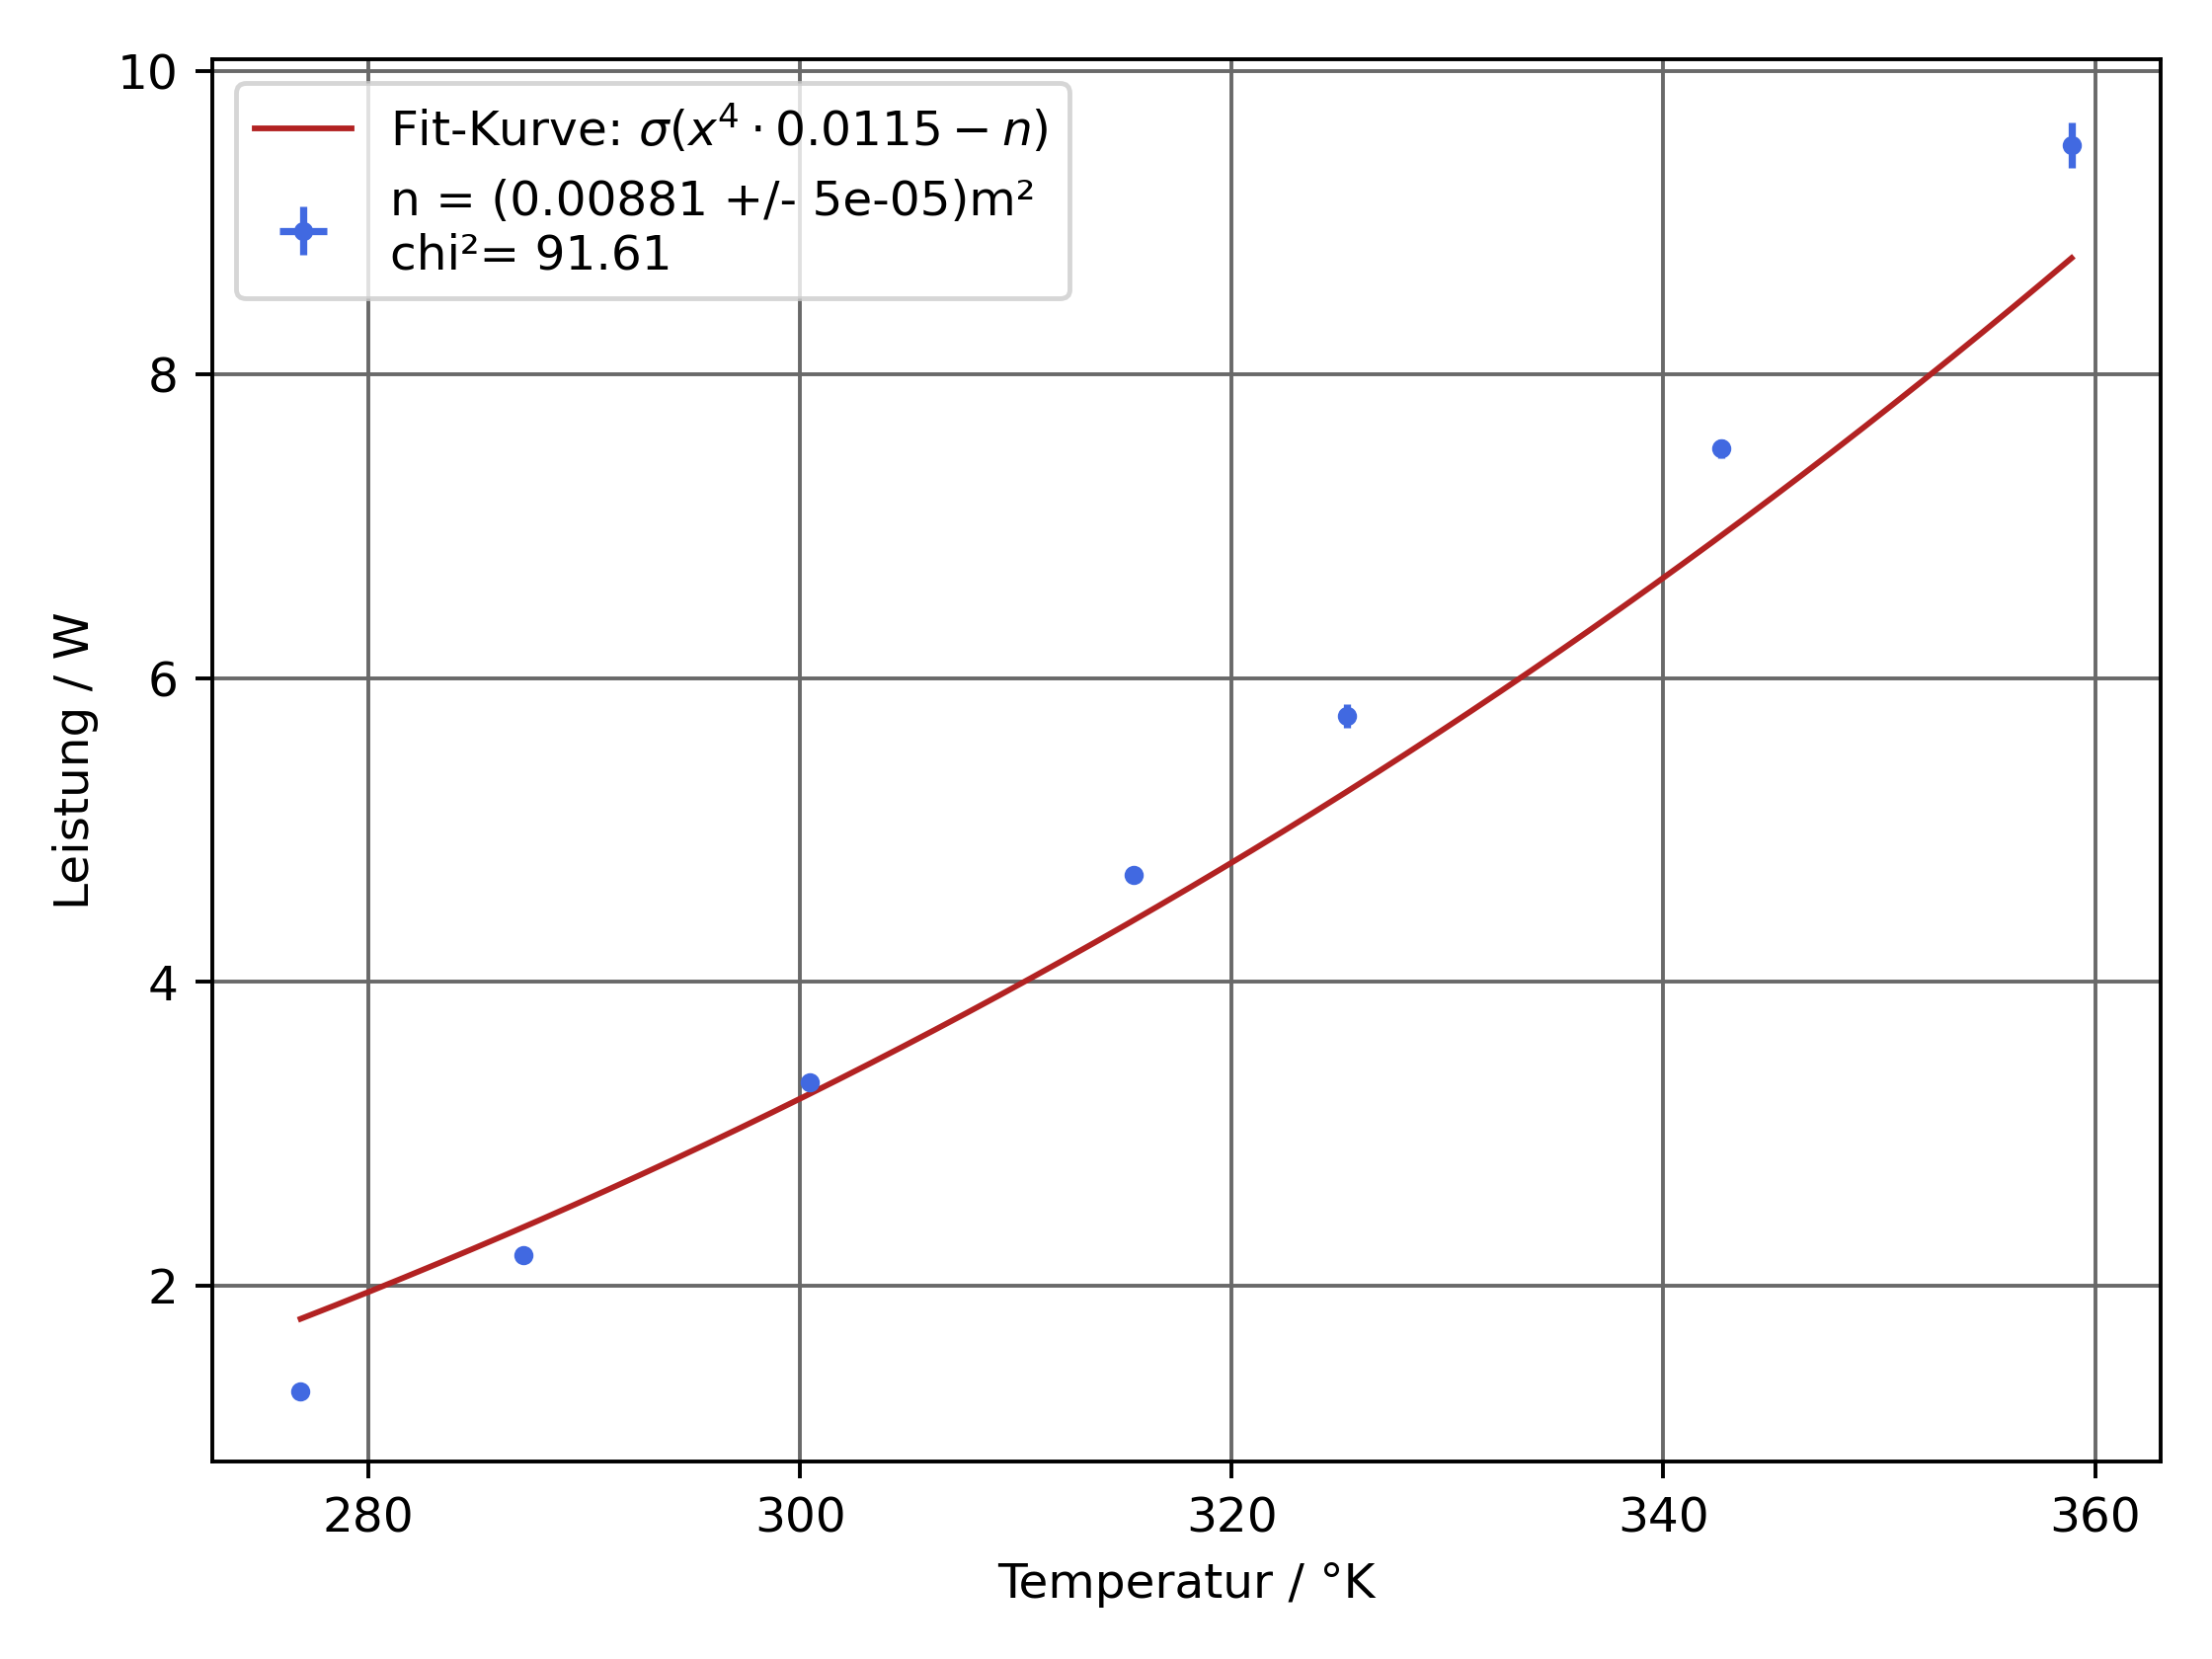 Fit-Kurve: σ(x⁴ · 0.0115 − n)
n = (0.00881 +/- 5e-05)m²
chi²= 91.61
10
8
6
4
2
Leistung / W
280 300 320 340 360
Temperatur / °K